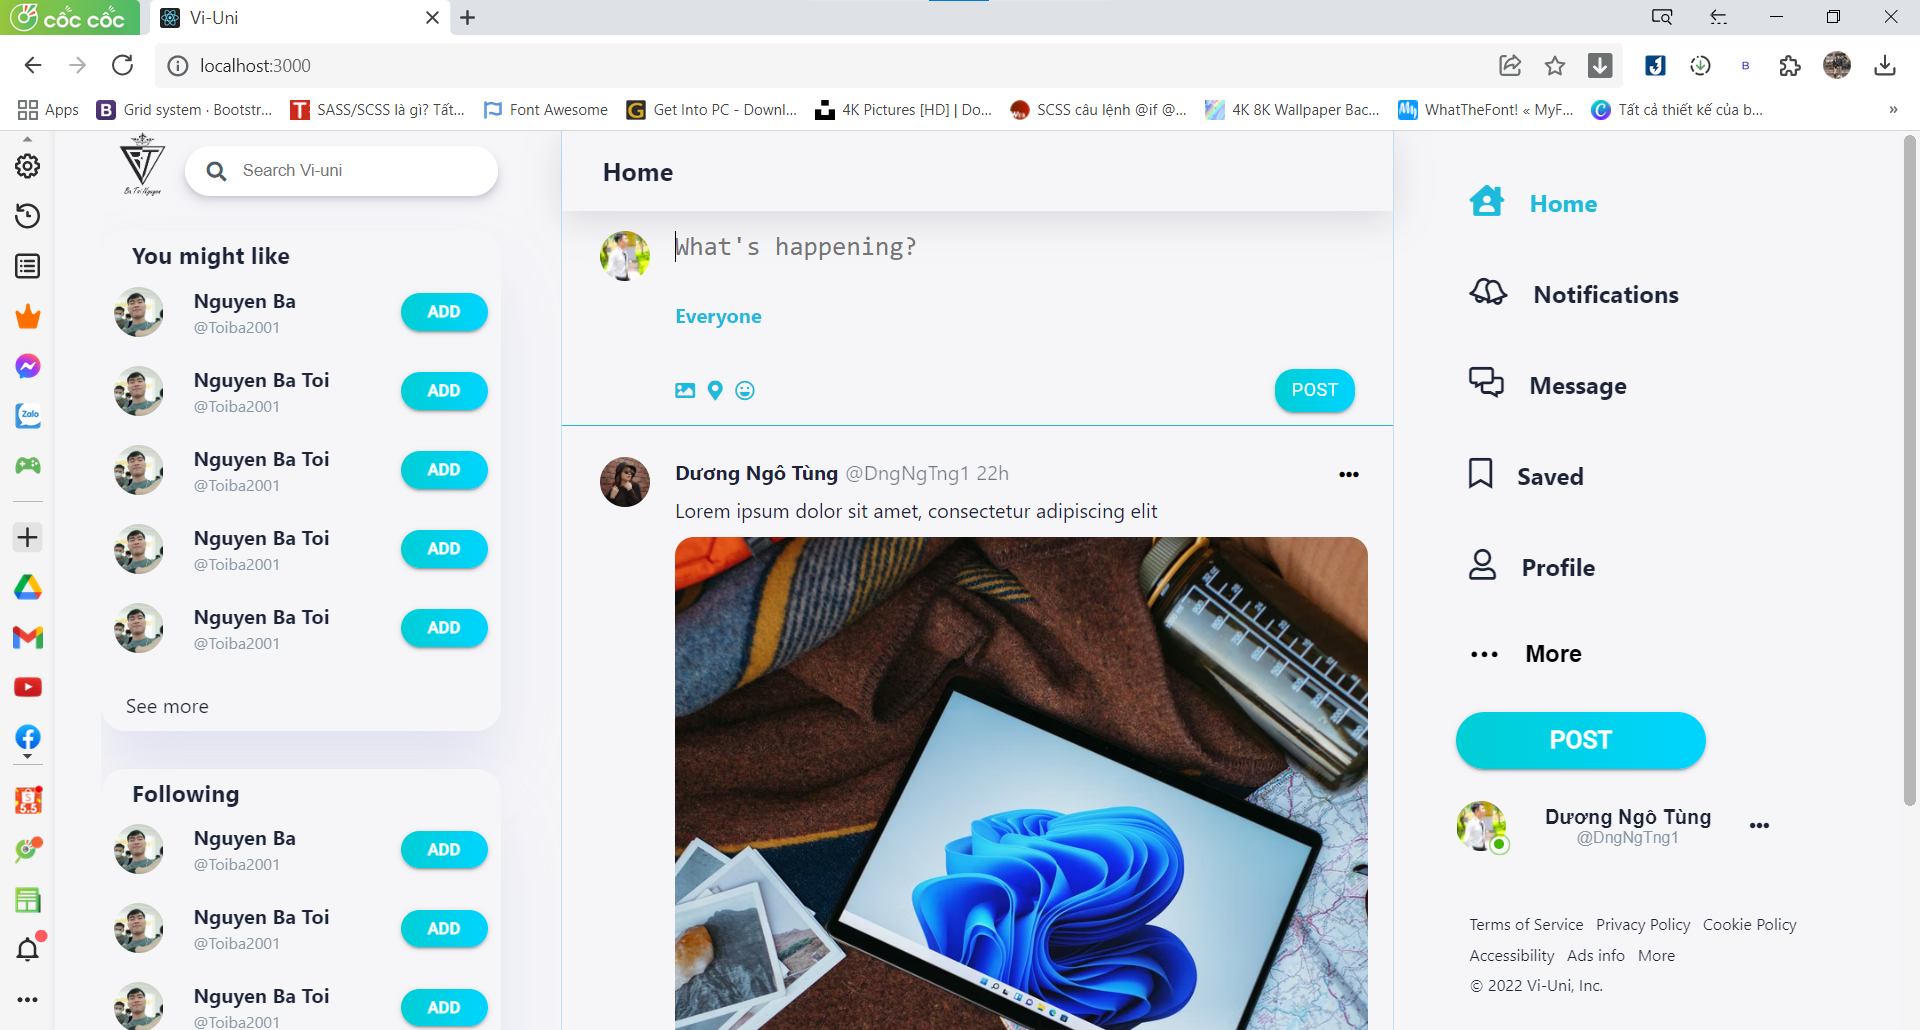 cốc cốc
Vi-Uni
localhost:3000
Apps
Grid system · Bootstr...
SASS/SCSS là gì? Tất...
Font Awesome
Get Into PC - Downl...
4K Pictures [HD] | Do...
SCSS câu lệnh @if @...
4K 8K Wallpaper Bac...
WhatTheFont! « MyF...
Tất cả thiết kế của b...
Ba Toi Nguyen
Search Vi-uni
You might like
Nguyen Ba
@Toiba2001
ADD
Nguyen Ba Toi
@Toiba2001
ADD
Nguyen Ba Toi
@Toiba2001
ADD
Nguyen Ba Toi
@Toiba2001
ADD
Nguyen Ba Toi
@Toiba2001
ADD
See more
Following
Nguyen Ba
@Toiba2001
ADD
Nguyen Ba Toi
@Toiba2001
ADD
Nguyen Ba Toi
@Toiba2001
ADD
Home
What's happening?
Everyone
POST
Dương Ngô Tùng @DngNgTng1 22h
Lorem ipsum dolor sit amet, consectetur adipiscing elit
Home
Notifications
Message
Saved
Profile
More
POST
Dương Ngô Tùng
@DngNgTng1
Terms of Service Privacy Policy Cookie Policy
Accessibility Ads info More
© 2022 Vi-Uni, Inc.
Zalo
5.5